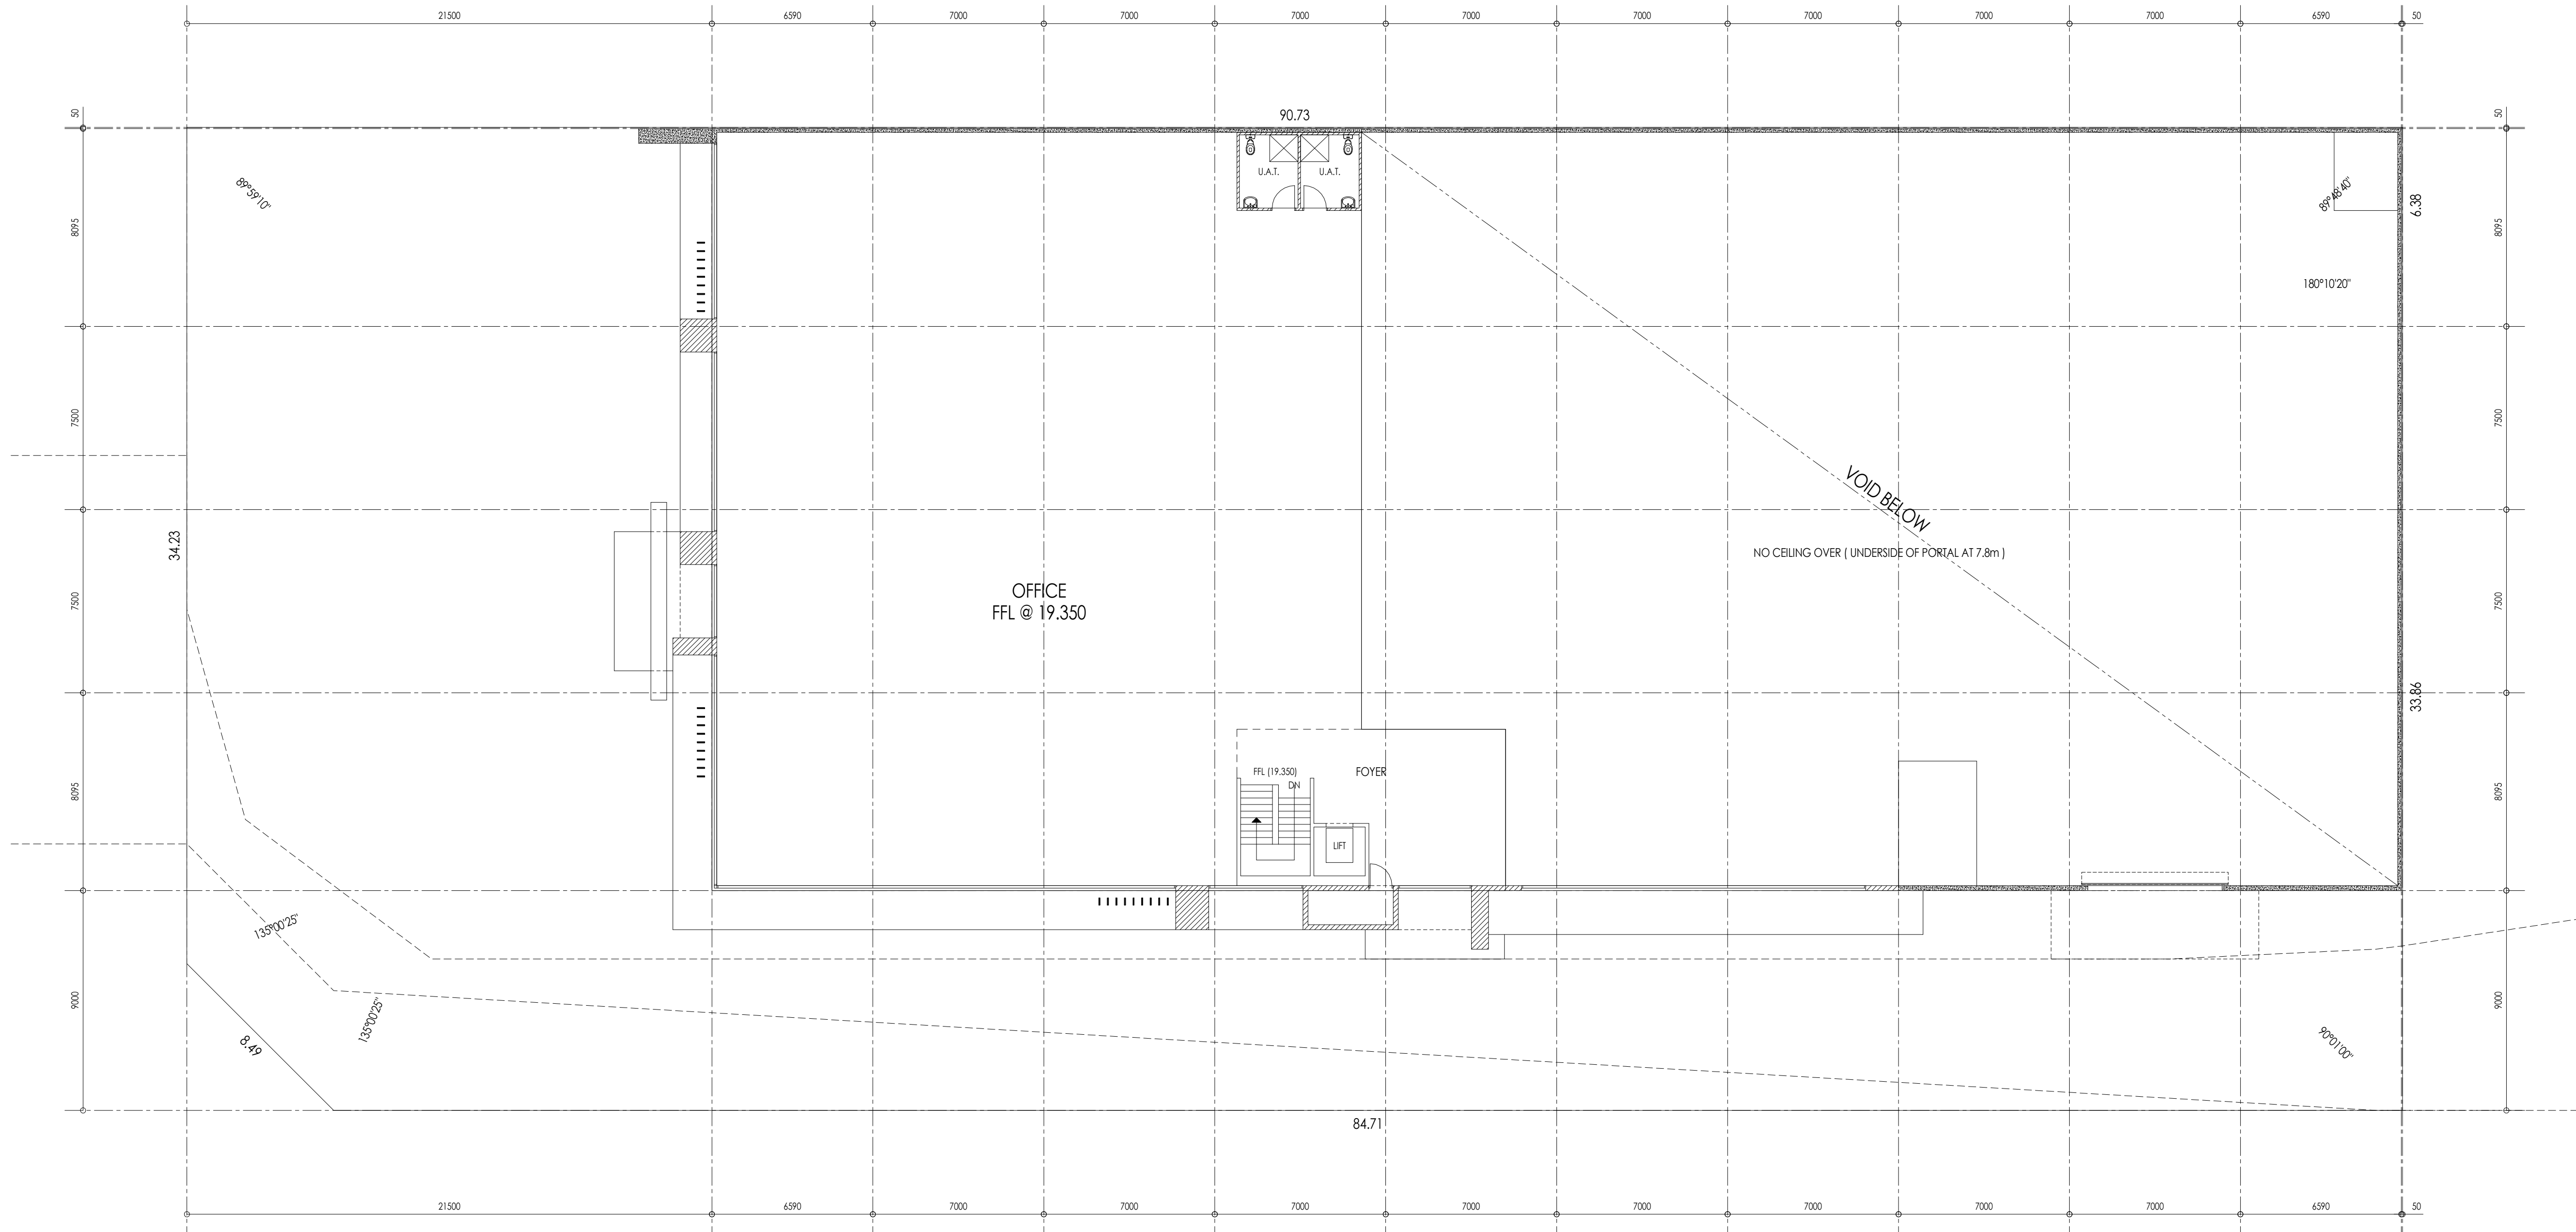 21500 6590 7000 7000 7000 7000 7000 7000 7000 7000 6590 50
90.73
50
50
89°59'10"
U.A.T. U.A.T.
89°48'40"
6.38
8095
8095
180°10'20"
7500
7500
VOID BELOW
34.23
NO CEILING OVER ( UNDERSIDE OF PORTAL AT 7.8m )
OFFICE
FFL @ 19.350
7500
7500
33.86
FFL (19.350)
FOYER
DN
8095
8095
LIFT
135°00'25"
9000
9000
135°00'25"
8.49
90°01'00"
84.71
21500 6590 7000 7000 7000 7000 7000 7000 7000 7000 6590 50